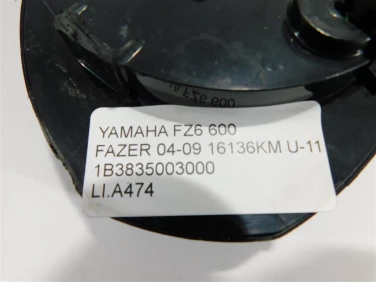 YAMAHA FZ6 600
FAZER 04-09 16136KM U-11
1B3835003000
LI.A474